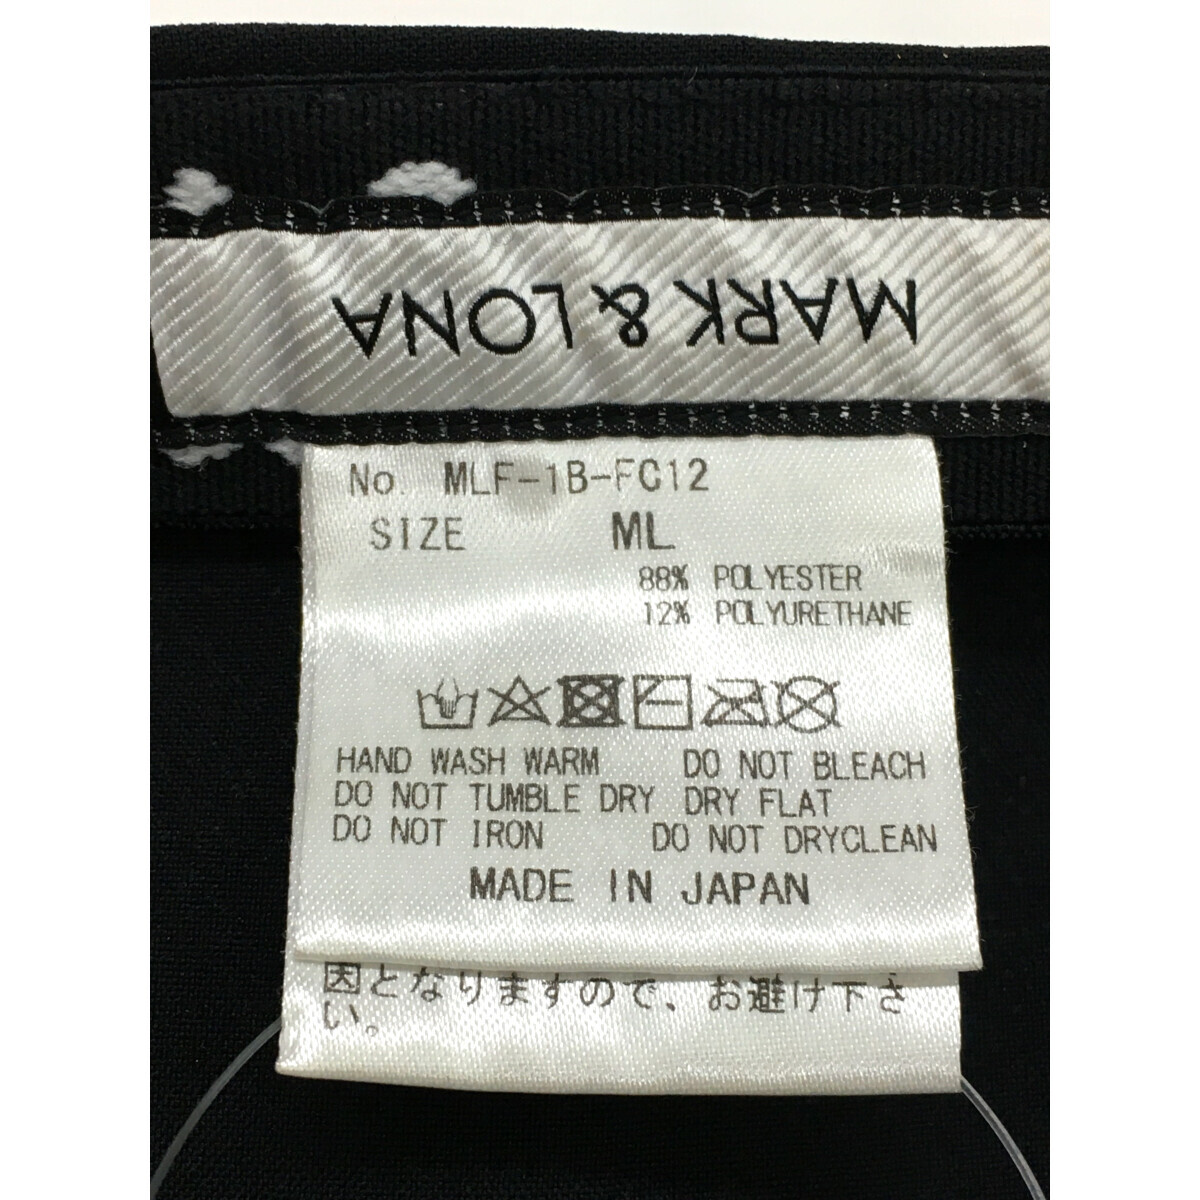 MARK & LONA
No. MLF-1B-FC12
SIZE ML
88% POLYESTER
12% POLYURETHANE
HAND WASH WARM DO NOT BLEACH
DO NOT TUMBLE DRY DRY FLAT
DO NOT IRON DO NOT DRYCLEAN
MADE IN JAPAN
因となりますので、お避け下さ
い。